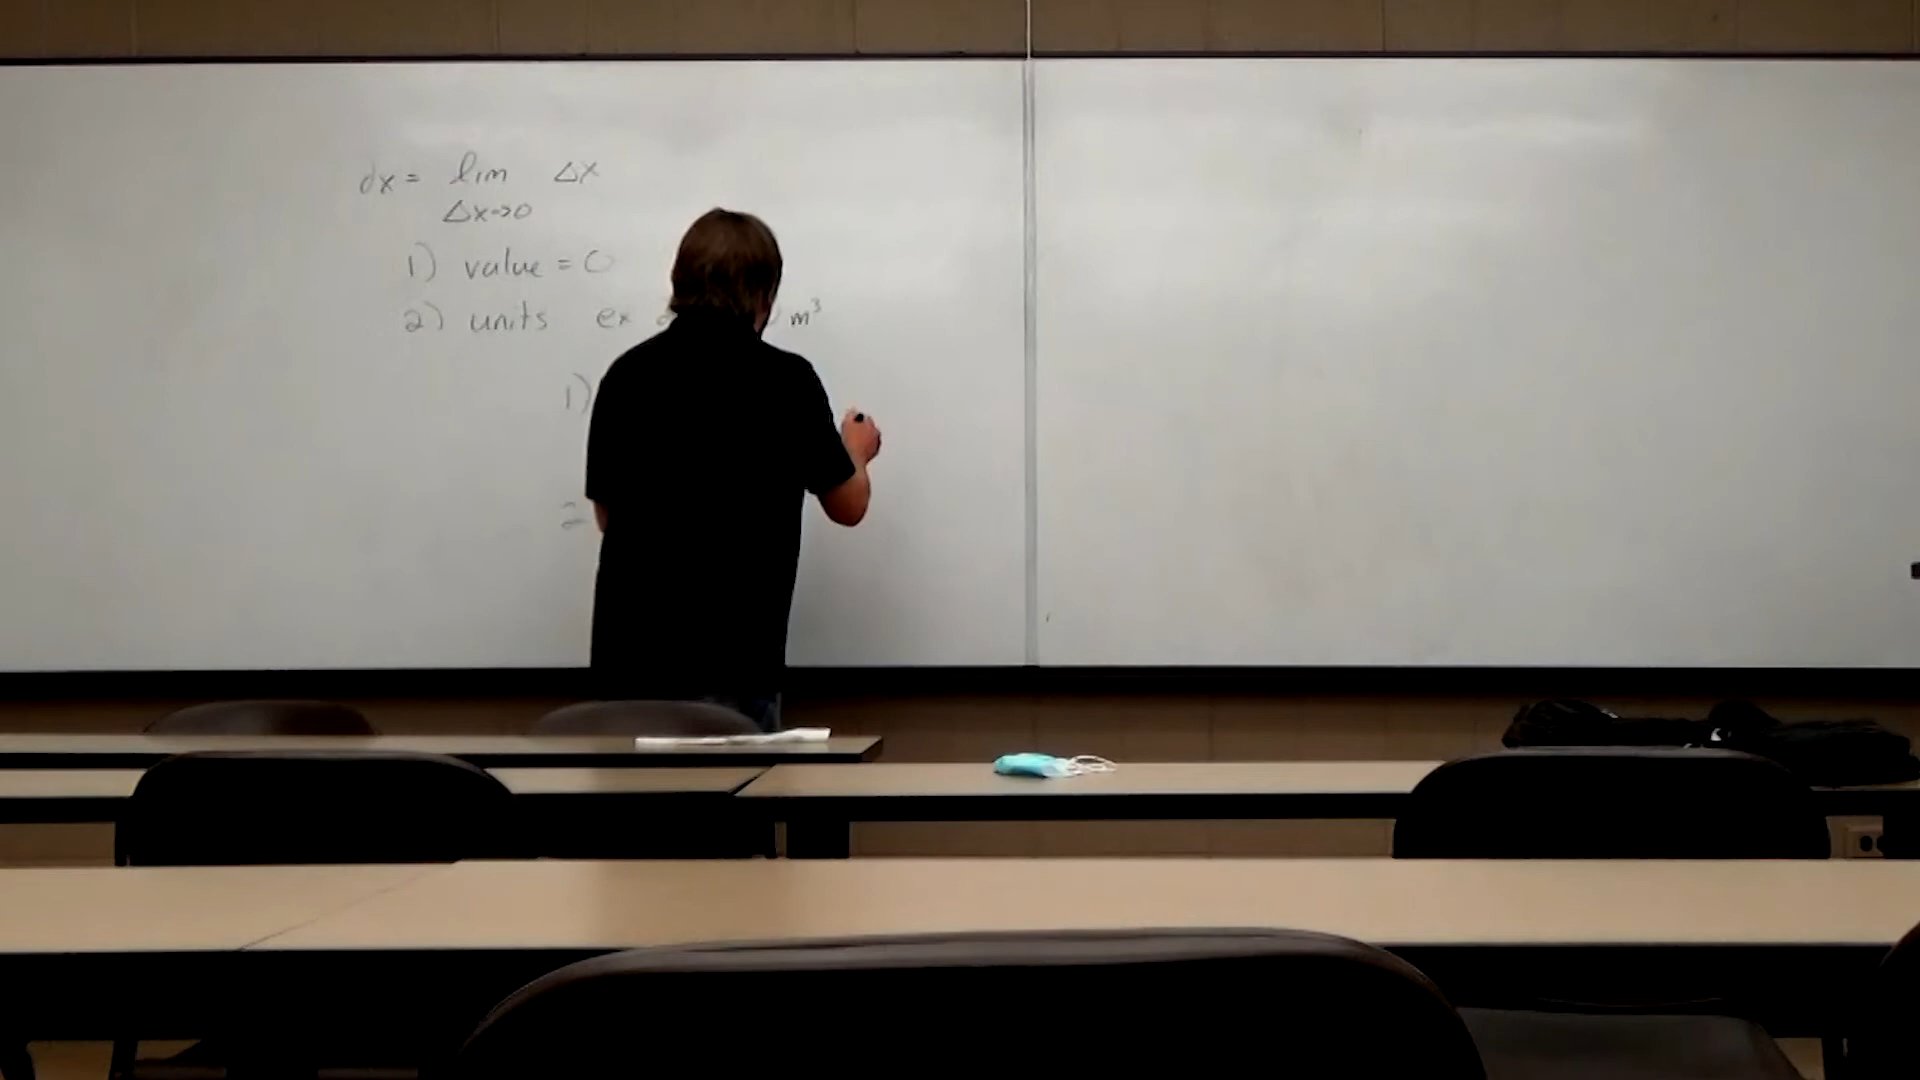 dx = lim Δx
Δx→0
1) value = 0
2) units ex m³
1)
2